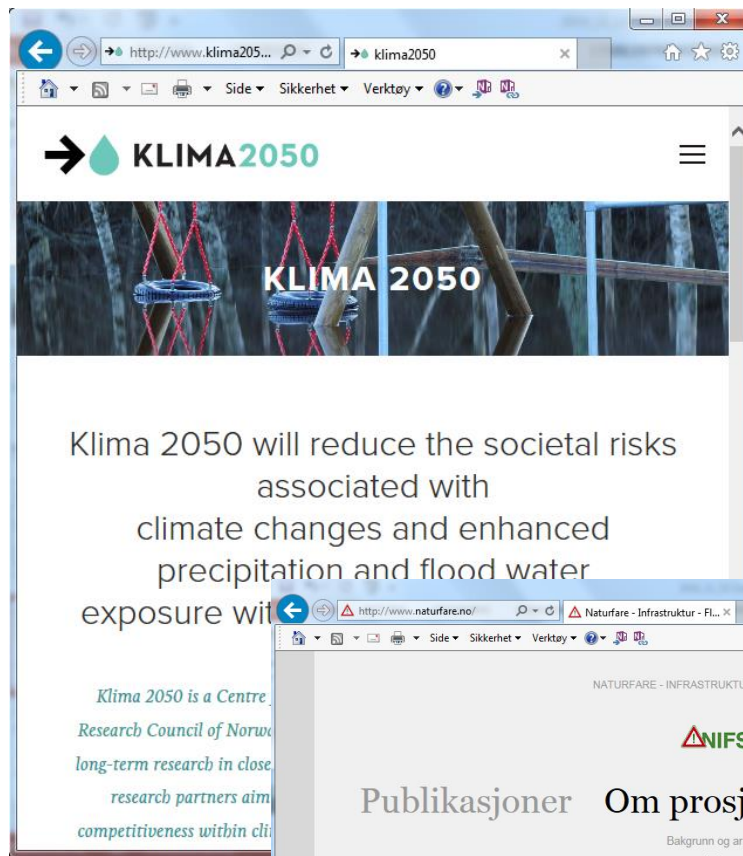 http://www.klima205...
klima2050
Side Sikkerhet Verktøy
KLIMA2050
KLIMA 2050
Klima 2050 will reduce the societal risks
associated with
climate changes and enhanced
precipitation and flood water
exposure wit
Klima 2050 is a Centre
Research Council of Norwa
long-term research in close
research partners aim
competitiveness within cli
http://www.naturfare.no/
Naturfare - Infrastruktur - Fl...
Side Sikkerhet Verktøy
NATURFARE - INFRASTRUKTU
NIFS
Publikasjoner Om prosj
Bakgrunn og an